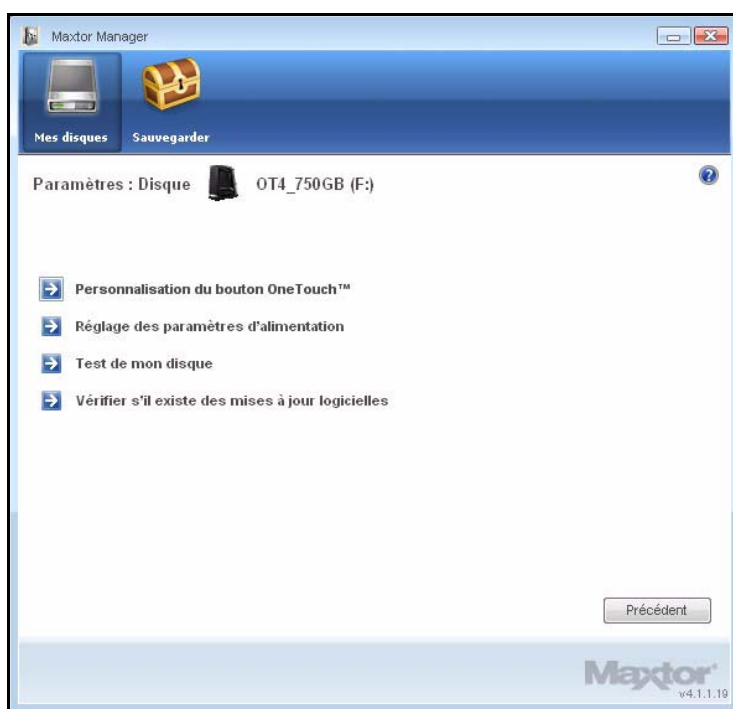 Maxtor Manager
Mes disques
Sauvegarder
Paramètres : Disque OT4_750GB (F:)
Personnalisation du bouton OneTouch™
Réglage des paramètres d'alimentation
Test de mon disque
Vérifier s'il existe des mises à jour logicielles
Précédent
Maxtor
v4.1.1.19